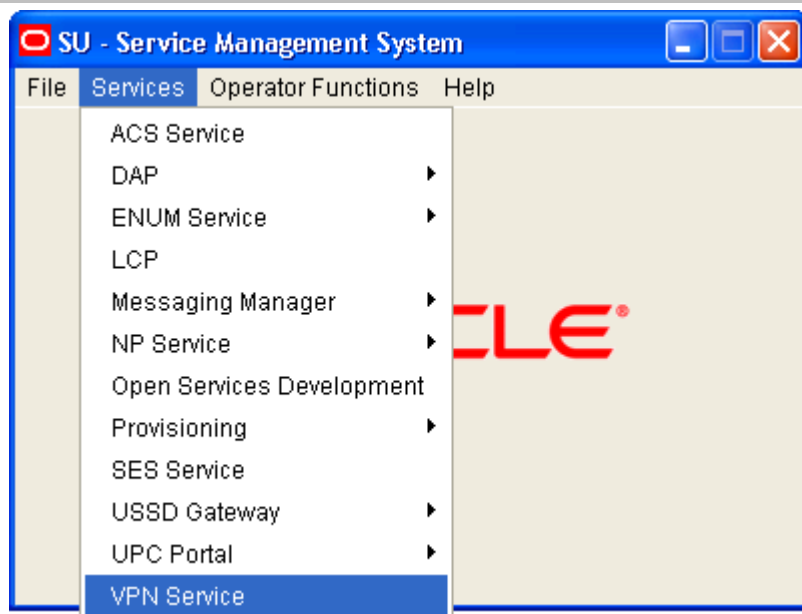 SU - Service Management System
File Services Operator Functions Help
ACS Service
DAP
ENUM Service
LCP
Messaging Manager
NP Service
Open Services Development
Provisioning
SES Service
USSD Gateway
UPC Portal
VPN Service
CLE®